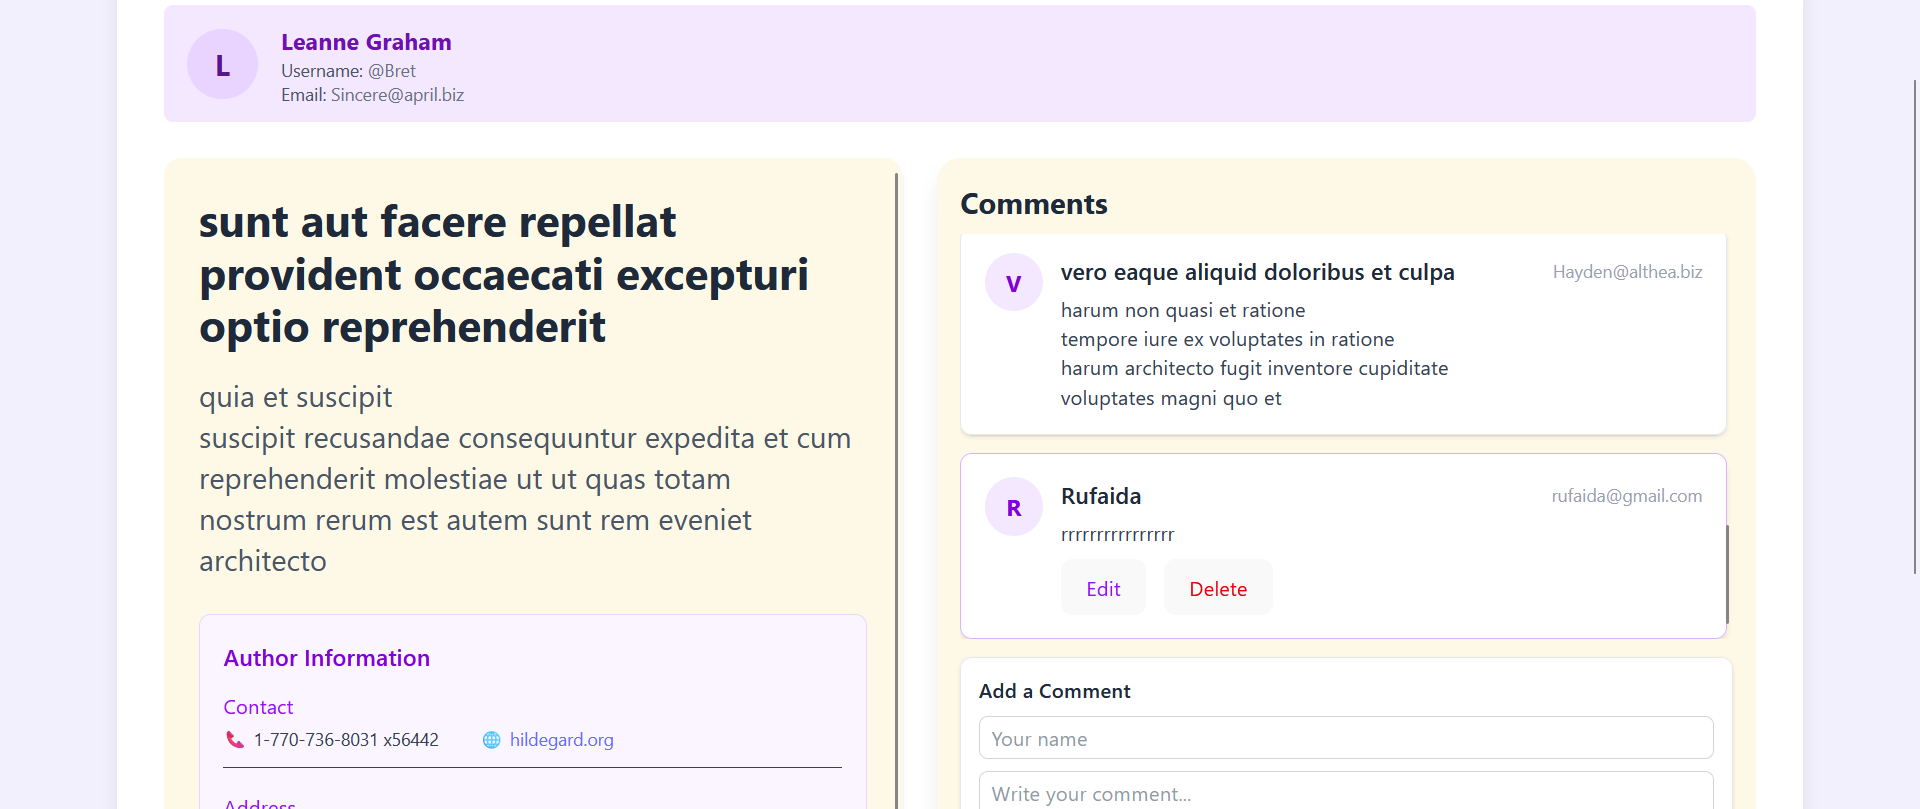 L
Leanne Graham
Username: @Bret
Email: Sincere@april.biz
sunt aut facere repellat
provident occaecati excepturi
optio reprehenderit
quia et suscipit
suscipit recusandae consequuntur expedita et cum
reprehenderit molestiae ut ut quas totam
nostrum rerum est autem sunt rem eveniet
architecto
Author Information
Contact
1-770-736-8031 x56442 hildegard.org
Address
Comments
V
vero eaque aliquid doloribus et culpa Hayden@althea.biz
harum non quasi et ratione
tempore iure ex voluptates in ratione
harum architecto fugit inventore cupiditate
voluptates magni quo et
R
Rufaida rufaida@gmail.com
rrrrrrrrrrrrrrrr
Edit Delete
Add a Comment
Your name
Write your comment...